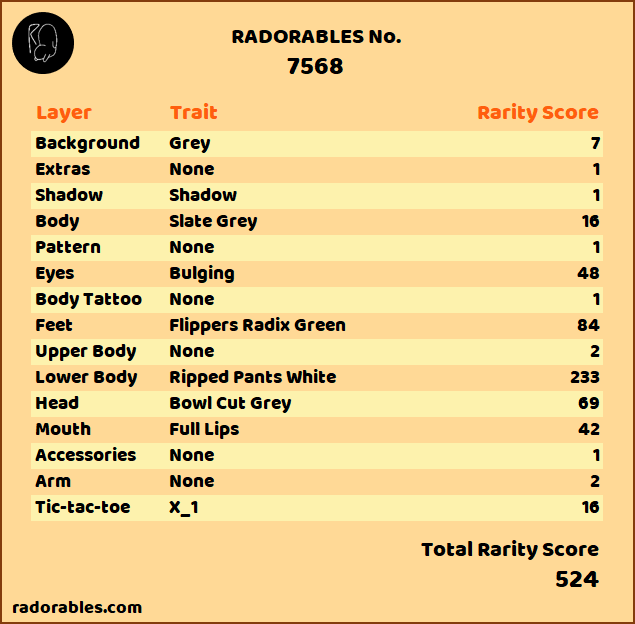 RADORABLES No.
7568
Layer Trait Rarity Score
Background Grey 7
Extras None 1
Shadow Shadow 1
Body Slate Grey 16
Pattern None 1
Eyes Bulging 48
Body Tattoo None 1
Feet Flippers Radix Green 84
Upper Body None 2
Lower Body Ripped Pants White 233
Head Bowl Cut Grey 69
Mouth Full Lips 42
Accessories None 1
Arm None 2
Tic-tac-toe X_1 16
Total Rarity Score
524
radorables.com